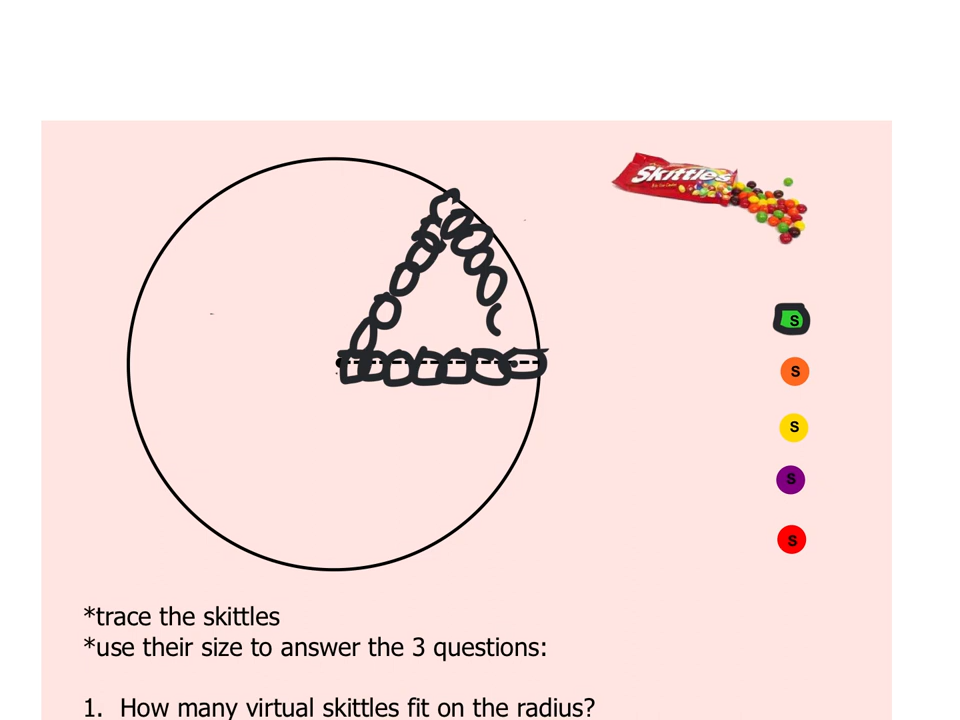 Skittles
S
S
S
S
S
*trace the skittles
*use their size to answer the 3 questions:
1. How many virtual skittles fit on the radius?